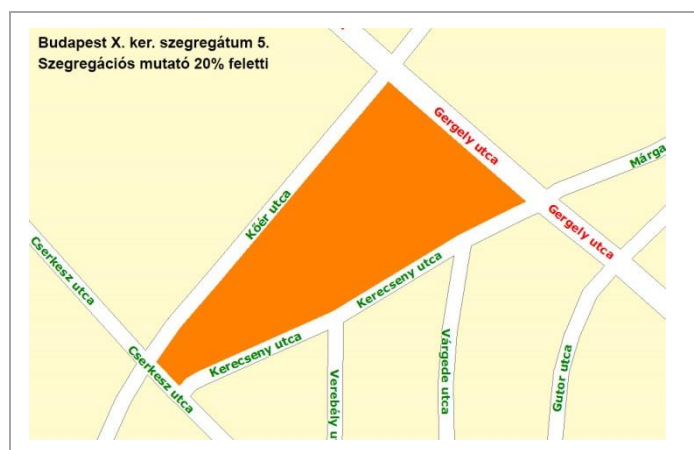 Budapest X. ker. szegregátum 5.
Szegregációs mutató 20% feletti
Gergely utca
Márga
Kőér utca
Gergely utca
Cserkesz utca
Kerecseny utca
Cserkesz utca
Kerecseny utca
Verebély u
Várgede utca
Gutor utca